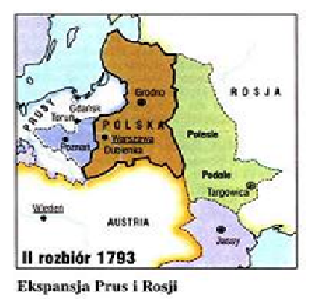 ROSJA
Grodno
PRUSY
Gdańsk
Toruń
POLSKA
Polesie
Poznań
Warszawa
Dubienka
Podole
Targowica
Wiedeń
AUSTRIA
Jassy
II rozbiór 1793
Ekspansja Prus i Rosji